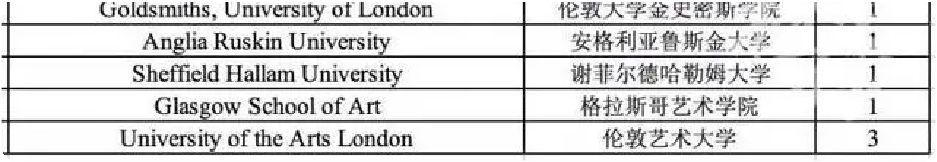 Goldsmiths, University of London 伦敦大学金史密斯学院 1
Anglia Ruskin University 安格利亚鲁斯金大学 1
Sheffield Hallam University 谢菲尔德哈勒姆大学 1
Glasgow School of Art 格拉斯哥艺术学院 1
University of the Arts London 伦敦艺术大学 3